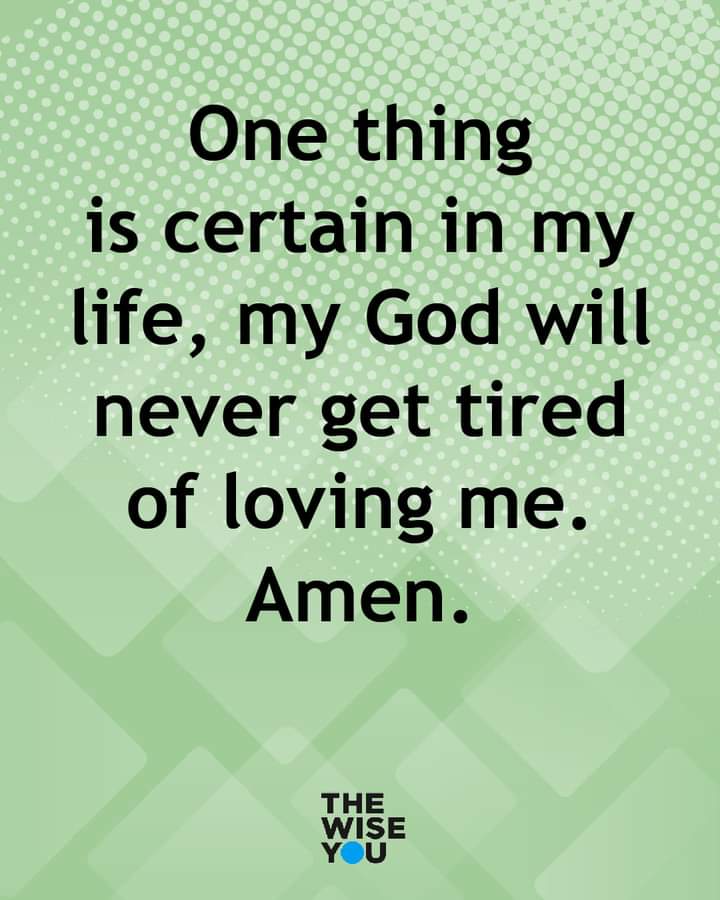 One thing
is certain in my
life, my God will
never get tired
of loving me.
Amen.
THE
WISE
YOU